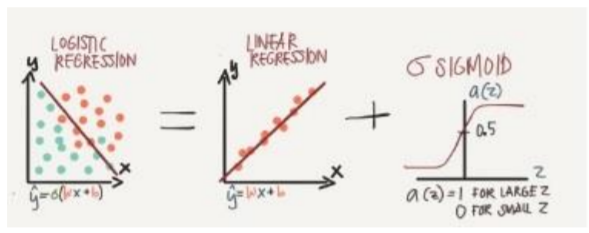 LOGISTIC
REGRESSION
y
x
ŷ=σ(wx+b)
=
LINEAR
REGRESSION
y
x
ŷ=wx+b
+
σ SIGMOID
a(z)
0.5
z
a(z)=1 FOR LARGE Z
0 FOR SMALL Z